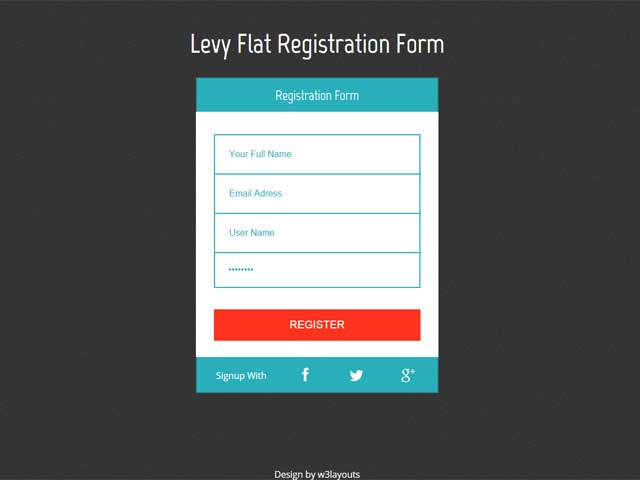 Levy Flat Registration Form
Registration Form
Your Full Name
Email Adress
User Name
••••••••
REGISTER
Signup With f g+
Design by w3layouts